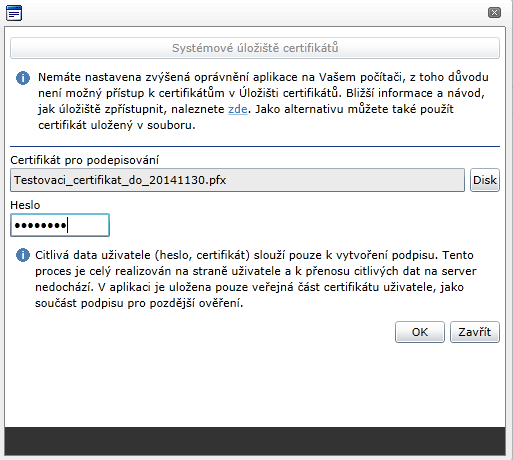 Systémové úložiště certifikátů
Nemáte nastavena zvýšená oprávnění aplikace na Vašem počítači, z toho důvodu
není možný přístup k certifikátům v Úložišti certifikátů. Bližší informace a návod,
jak úložiště zpřístupnit, naleznete zde. Jako alternativu můžete také použít
certifikát uložený v souboru.
Certifikát pro podepisování
Testovaci_certifikat_do_20141130.pfx
Disk
Heslo
••••••••
Citlivá data uživatele (heslo, certifikát) slouží pouze k vytvoření podpisu. Tento
proces je celý realizován na straně uživatele a k přenosu citlivých dat na server
nedochází. V aplikaci je uložena pouze veřejná část certifikátu uživatele, jako
součást podpisu pro pozdější ověření.
OK
Zavřít